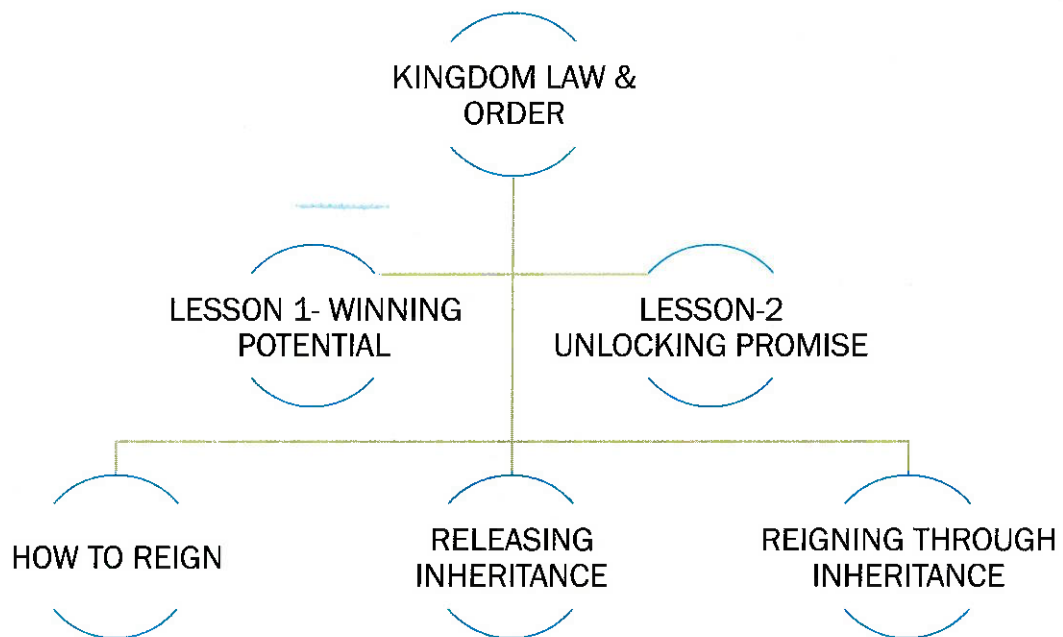 KINGDOM LAW &
ORDER
LESSON 1- WINNING
POTENTIAL
LESSON-2
UNLOCKING PROMISE
HOW TO REIGN
RELEASING
INHERITANCE
REIGNING THROUGH
INHERITANCE